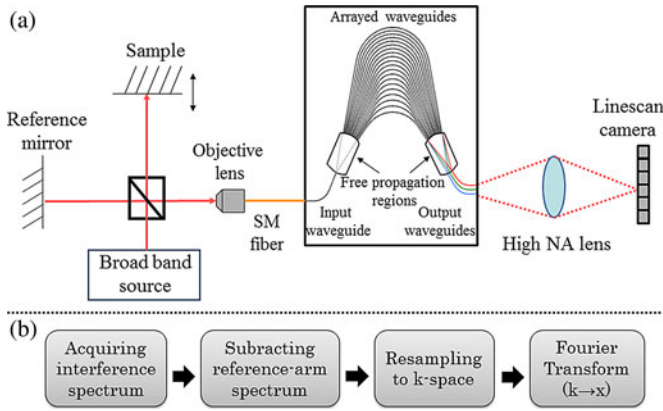 (a)
Sample
Reference
mirror
Objective
lens
SM
fiber
Broad band
source
Arrayed waveguides
Free propagation
regions
Input
waveguide
Output
waveguides
High NA lens
Linescan
camera
(b)
Acquiring
interference
spectrum
Subracting
reference-arm
spectrum
Resampling
to k-space
Fourier
Transform
(k→x)